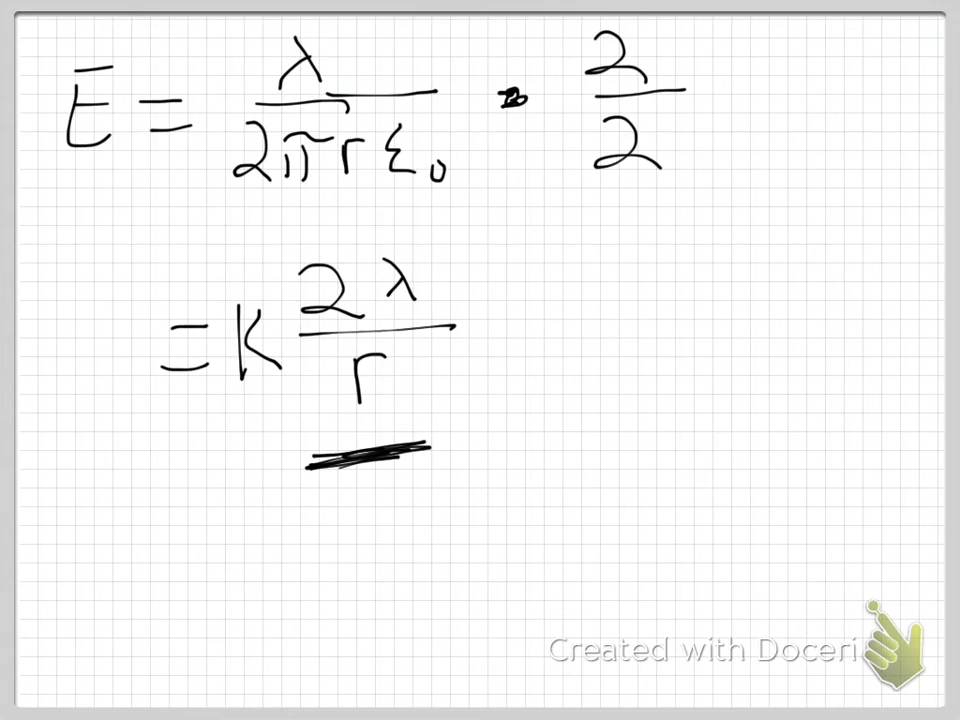 E = λ / 2πrε₀ · 2/2
= K 2λ / r
Created with Doceri